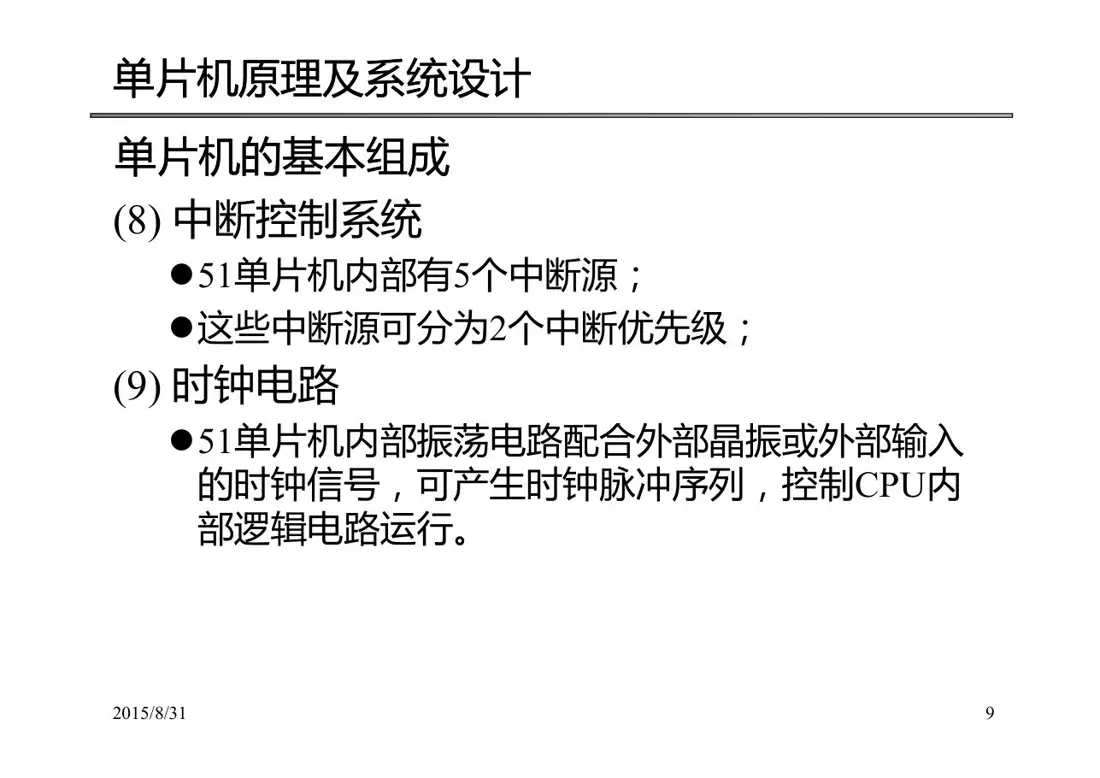 单片机原理及系统设计
单片机的基本组成
(8) 中断控制系统
●51单片机内部有5个中断源；
●这些中断源可分为2个中断优先级；
(9) 时钟电路
●51单片机内部振荡电路配合外部晶振或外部输入
的时钟信号，可产生时钟脉冲序列，控制CPU内
部逻辑电路运行。
2015/8/31
9